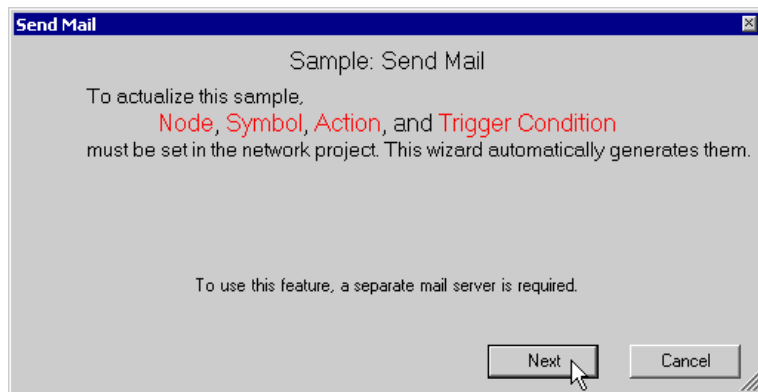 Send Mail
Sample: Send Mail
To actualize this sample,
Node, Symbol, Action, and Trigger Condition
must be set in the network project. This wizard automatically generates them.
To use this feature, a separate mail server is required.
Next
Cancel